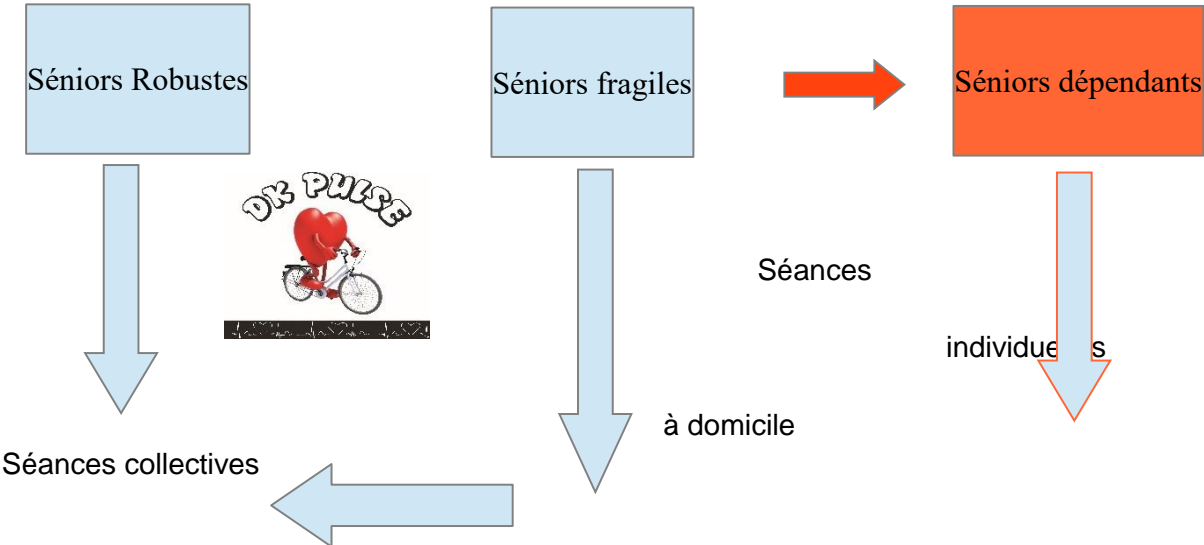 Séniors Robustes
Séniors fragiles
Séniors dépendants
DK PULSE
Séances
à domicile
Séances collectives